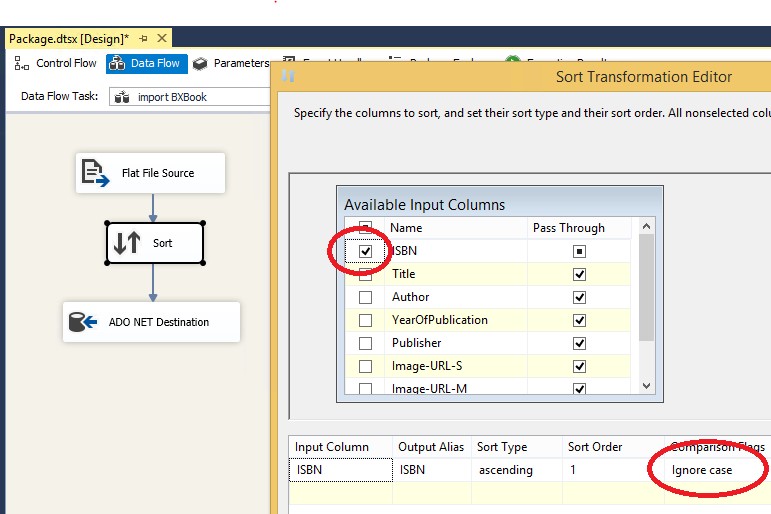 Package.dtsx [Design]*
Control Flow Data Flow Parameters
Sort Transformation Editor
Data Flow Task: import BXBook
Specify the columns to sort, and set their sort type and their sort order. All nonselected colu
Flat File Source
Sort
ADO NET Destination
Available Input Columns
Name Pass Through
ISBN
Title
Author
YearOfPublication
Publisher
Image-URL-S
Image-URL-M
Input Column Output Alias Sort Type Sort Order Comparison Flags
ISBN ISBN ascending 1 Ignore case